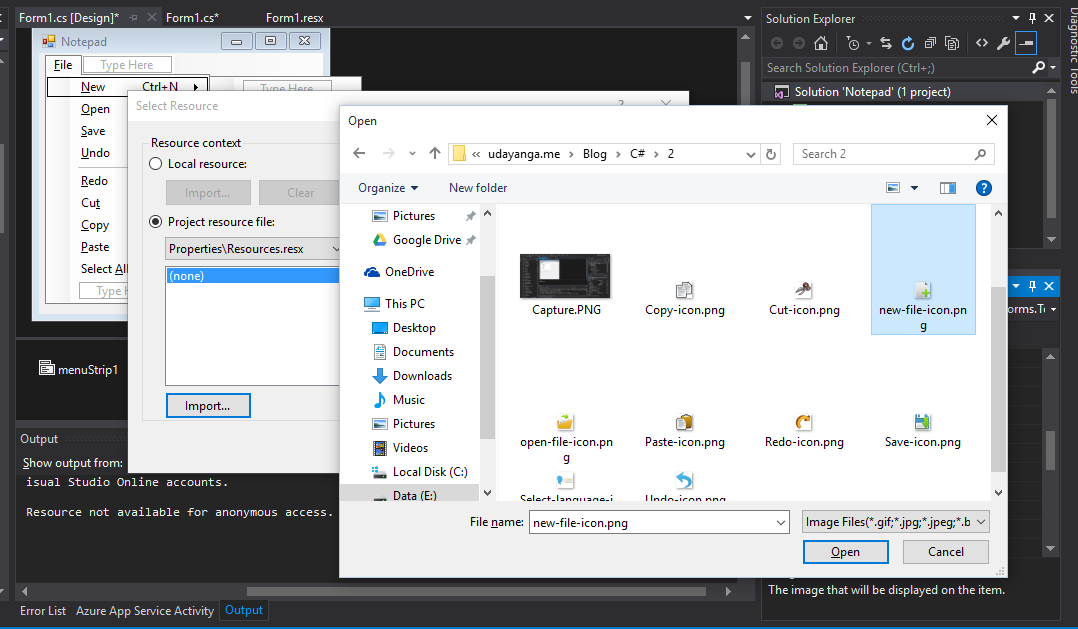 Form1.cs [Design]*
Form1.cs*
Form1.resx
Notepad
File
Type Here
New Ctrl+N
Type Here
Open
Save
Undo
Redo
Cut
Copy
Paste
Select All
menuStrip1
Output
Show output from:
isual Studio Online accounts.
Resource not available for anonymous access.
Error List
Azure App Service Activity
Output
Select Resource
?
Resource context
Local resource:
Import...
Clear
Project resource file:
Properties\Resources.resx
(none)
Import...
Open
« udayanga.me > Blog > C# > 2
Search 2
Organize
New folder
?
Pictures
Google Drive
OneDrive
This PC
Desktop
Documents
Downloads
Music
Pictures
Videos
Local Disk (C:)
Data (E:)
Capture.PNG
Copy-icon.png
Cut-icon.png
new-file-icon.pn
g
open-file-icon.pn
g
Paste-icon.png
Redo-icon.png
Save-icon.png
Select-language-i
Undo-icon.png
File name:
new-file-icon.png
Image Files(*.gif;*.jpg;*.jpeg;*.b
Open
Cancel
Solution Explorer
Search Solution Explorer (Ctrl+;)
Solution 'Notepad' (1 project)
Diagnostic Tools
The image that will be displayed on the item.